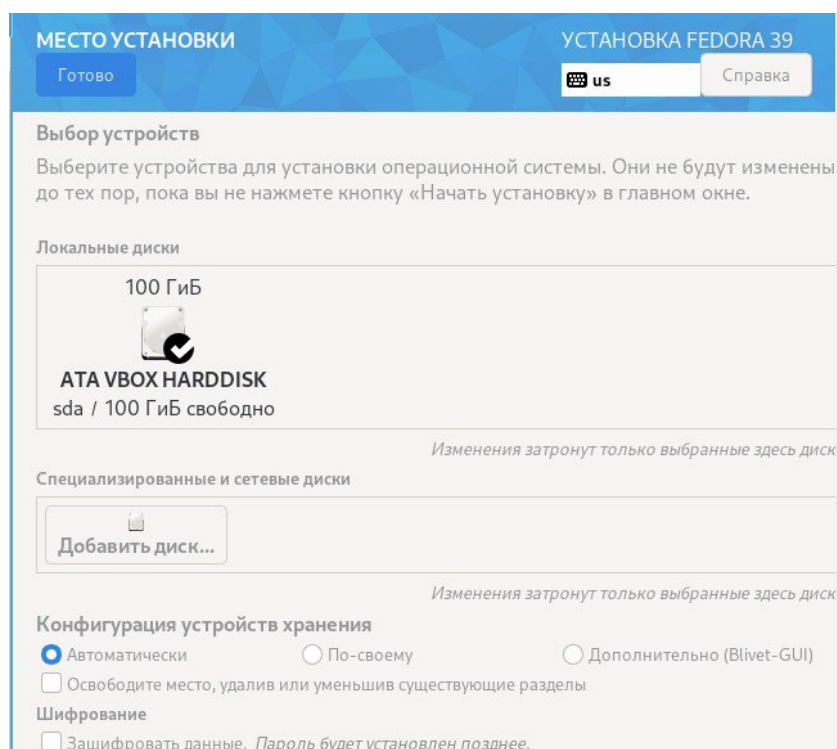 МЕСТО УСТАНОВКИ
УСТАНОВКА FEDORA 39
Готово
us
Справка
Выбор устройств
Выберите устройства для установки операционной системы. Они не будут изменены
до тех пор, пока вы не нажмете кнопку «Начать установку» в главном окне.
Локальные диски
100 ГиБ
ATA VBOX HARDDISK
sda / 100 ГиБ свободно
Изменения затронут только выбранные здесь диск
Специализированные и сетевые диски
Добавить диск...
Изменения затронут только выбранные здесь диск
Конфигурация устройств хранения
Автоматически По-своему Дополнительно (Blivet-GUI)
Освободите место, удалив или уменьшив существующие разделы
Шифрование
Зашифровать данные. Пароль будет установлен позднее.